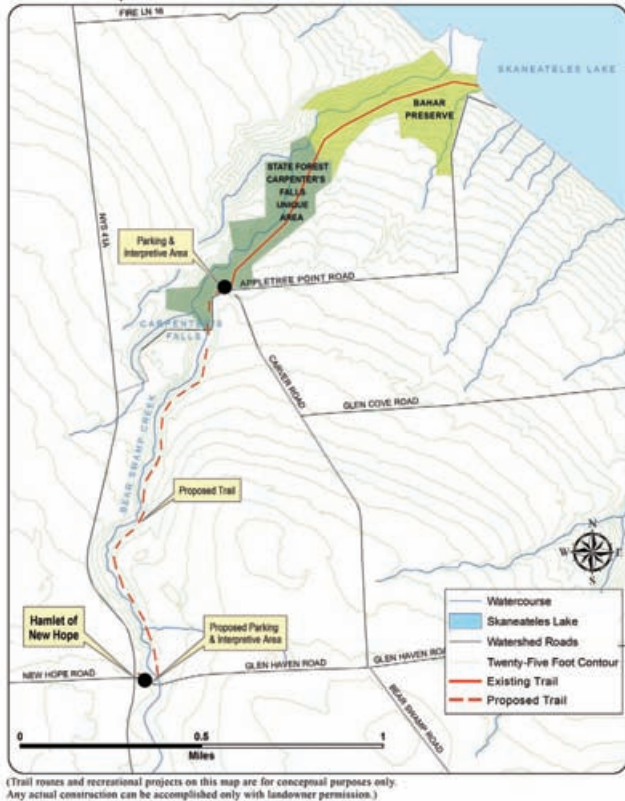 FIRE LN 16
SKANEATELES LAKE
BAHAR
PRESERVE
STATE FOREST
CARPENTER'S
FALLS
UNIQUE
AREA
NYS 41A
Parking &
Interpretive Area
APPLETREE POINT ROAD
CARPENTER'S
FALLS
CARVER ROAD
GLEN COVE ROAD
BEAR SWAMP CREEK
Proposed Trail
N
W E
S
Hamlet of
New Hope
Proposed Parking
& Interpretive Area
NEW HOPE ROAD
GLEN HAVEN ROAD
GLEN HAVEN ROAD
BEAR SWAMP ROAD
Watercourse
Skaneateles Lake
Watershed Roads
Twenty-Five Foot Contour
Existing Trail
Proposed Trail
0 0.5 1
Miles
(Trail routes and recreational projects on this map are for conceptual purposes only.
Any actual construction can be accomplished only with landowner permission.)